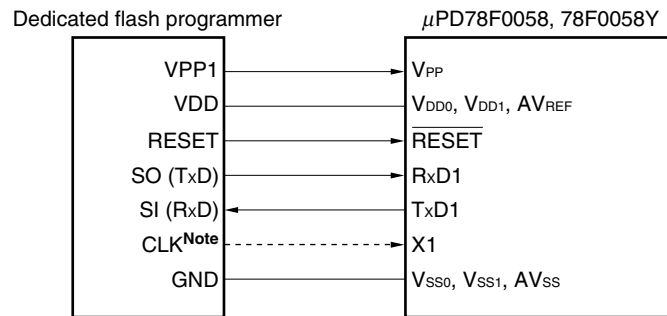 Dedicated flash programmer
μPD78F0058, 78F0058Y
VPP1 VPP
VDD VDD0, VDD1, AVREF
RESET RESET
SO (TxD) RxD1
SI (RxD) TxD1
CLKNote X1
GND VSS0, VSS1, AVSS